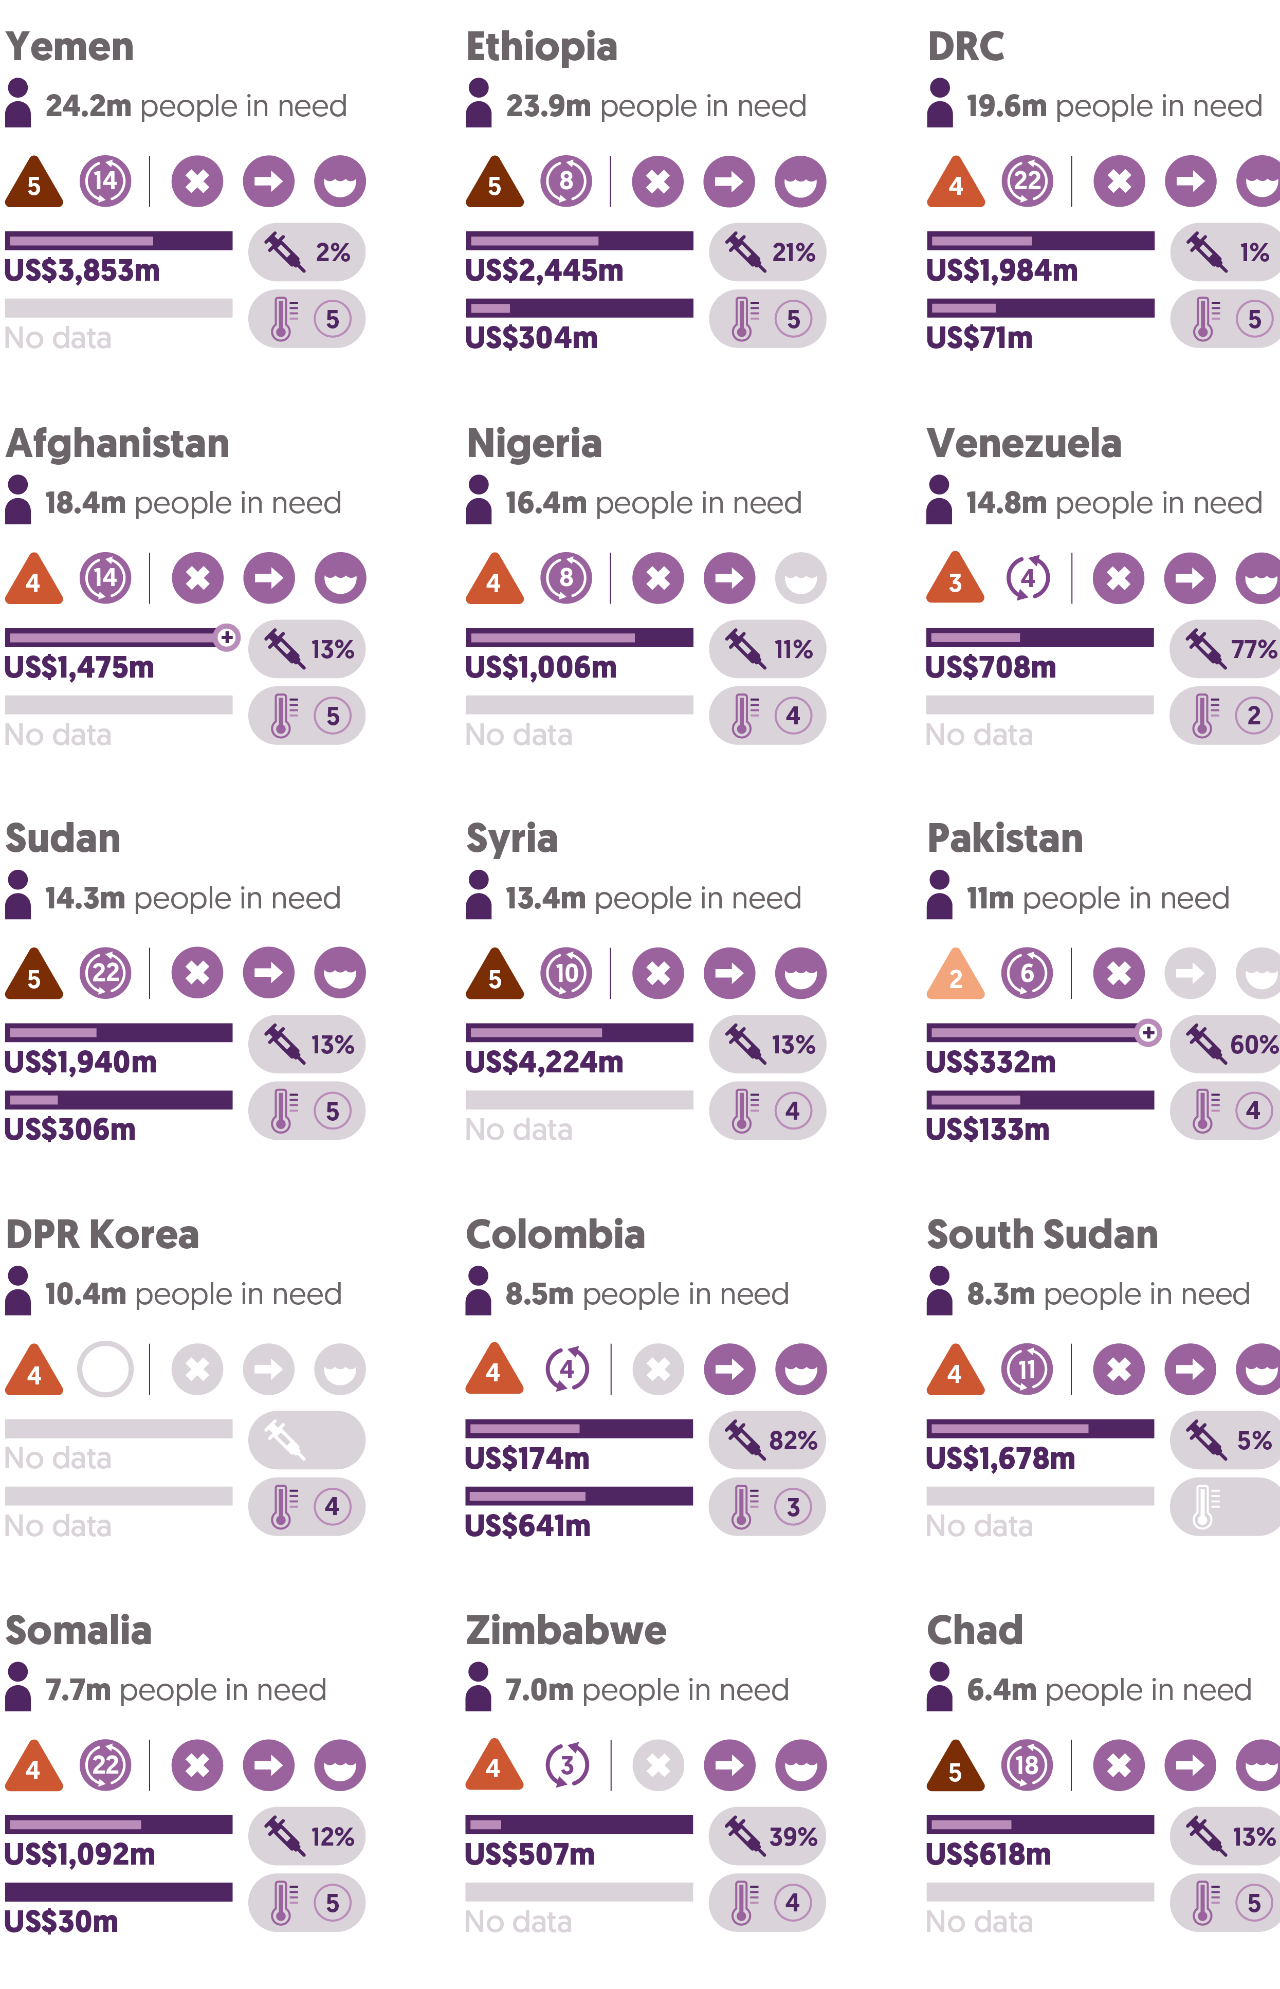 Yemen
24.2m people in need
5 14
2%
US$3,853m
No data
5
Ethiopia
23.9m people in need
5 8
21%
US$2,445m
5
US$304m
DRC
19.6m people in need
4 22
1%
US$1,984m
5
US$71m
Afghanistan
18.4m people in need
4 14
13%
US$1,475m
5
No data
Nigeria
16.4m people in need
4 8
11%
US$1,006m
4
No data
Venezuela
14.8m people in need
3 4
77%
US$708m
2
No data
Sudan
14.3m people in need
5 22
13%
US$1,940m
5
US$306m
Syria
13.4m people in need
5 10
13%
US$4,224m
4
No data
Pakistan
11m people in need
2 6
60%
US$332m
4
US$133m
DPR Korea
10.4m people in need
4
No data
4
No data
Colombia
8.5m people in need
4 4
82%
US$174m
3
US$641m
South Sudan
8.3m people in need
4 11
5%
US$1,678m
No data
Somalia
7.7m people in need
4 22
12%
US$1,092m
5
US$30m
Zimbabwe
7.0m people in need
4 3
39%
US$507m
4
No data
Chad
6.4m people in need
5 18
13%
US$618m
5
No data